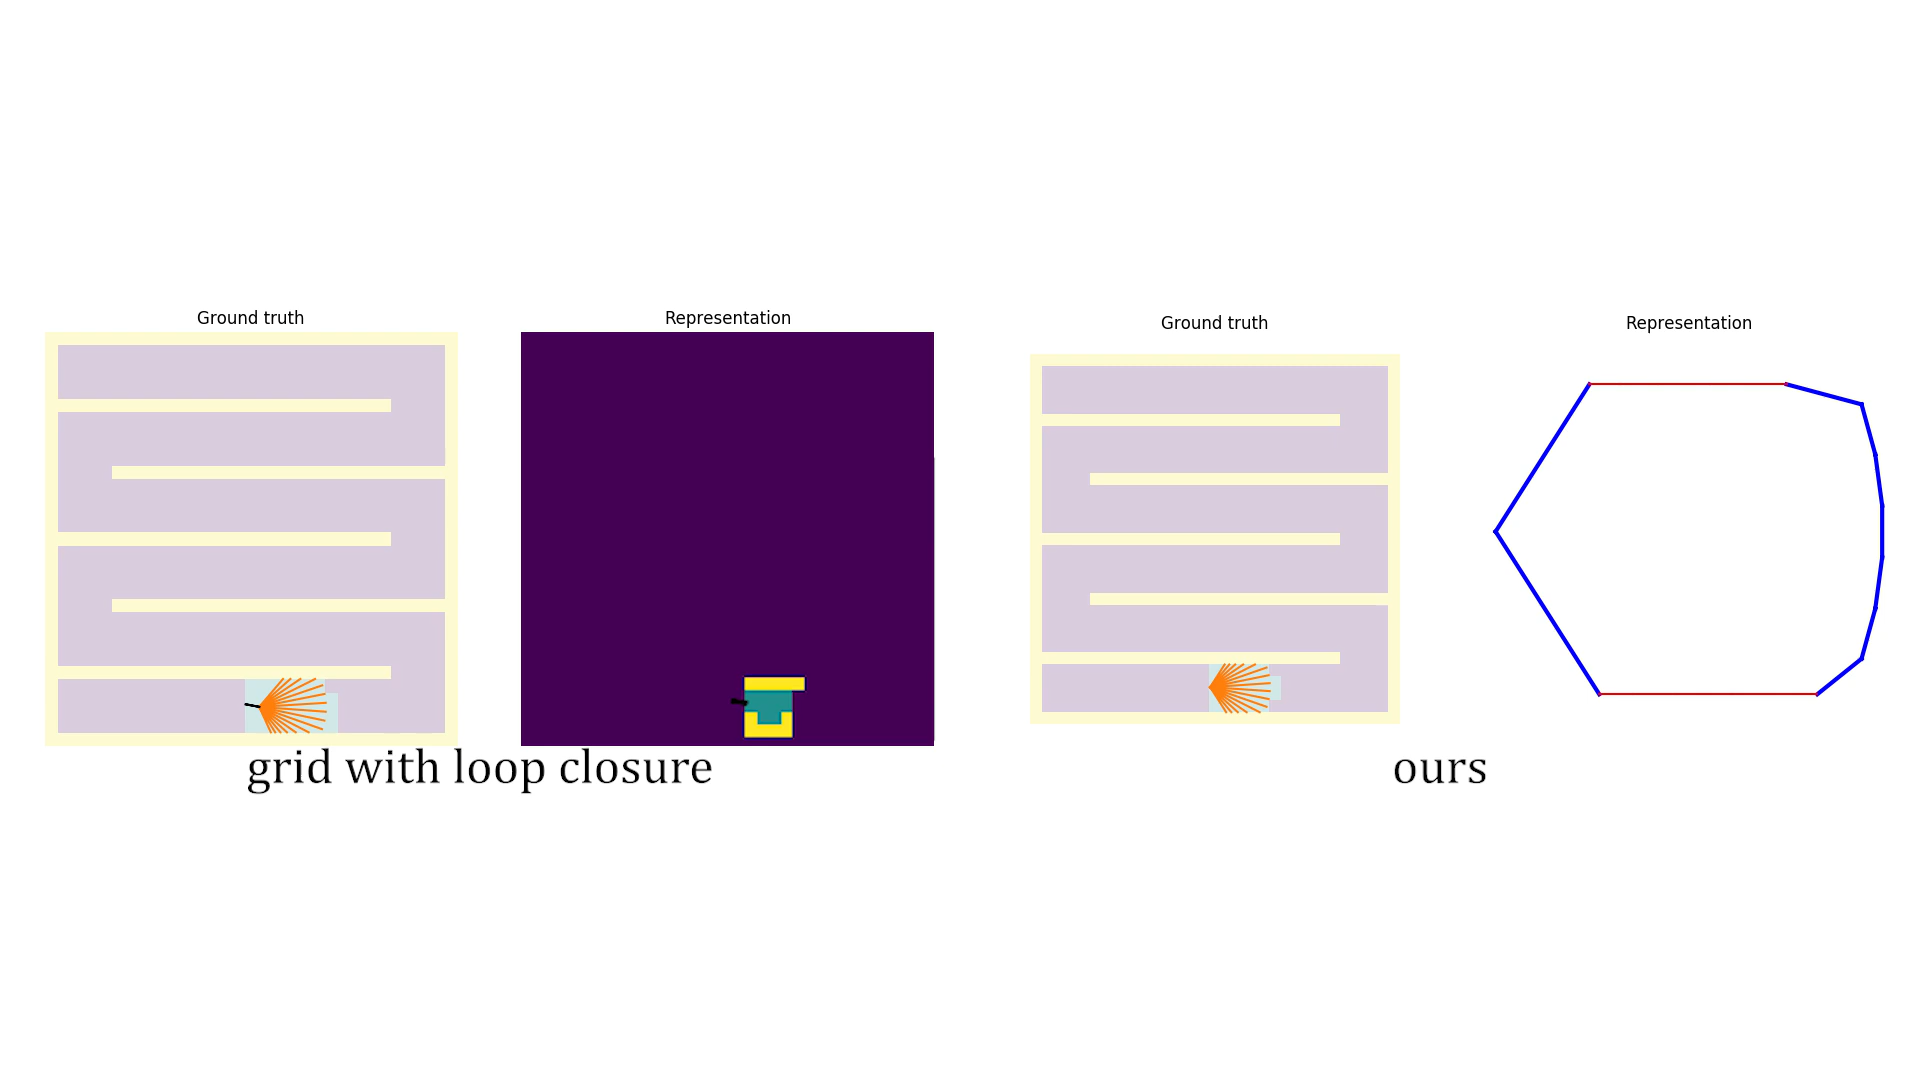 Ground truth
Representation
Ground truth
Representation
grid with loop closure
ours